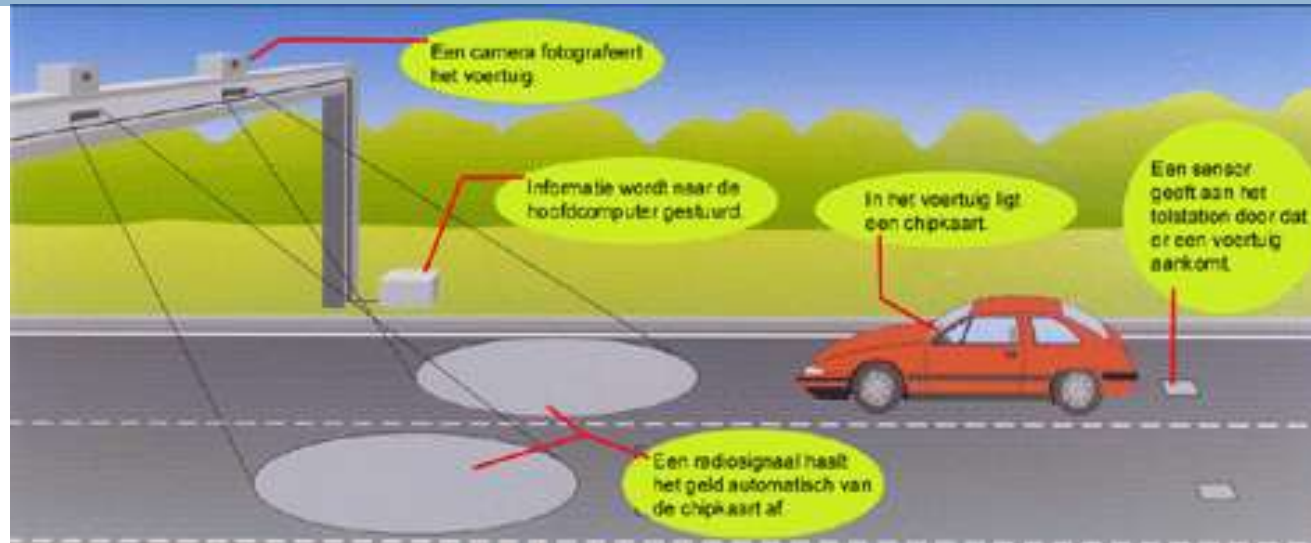 Een camera fotografeert
het voertuig.
Informatie wordt naar de
hoofdcomputer gestuurd.
In het voertuig ligt
een chipkaart.
Een sensor
geeft aan het
tolstation door dat
er een voertuig
aankomt.
Een radiosignaal haalt
het geld automatisch van
de chipkaart af.